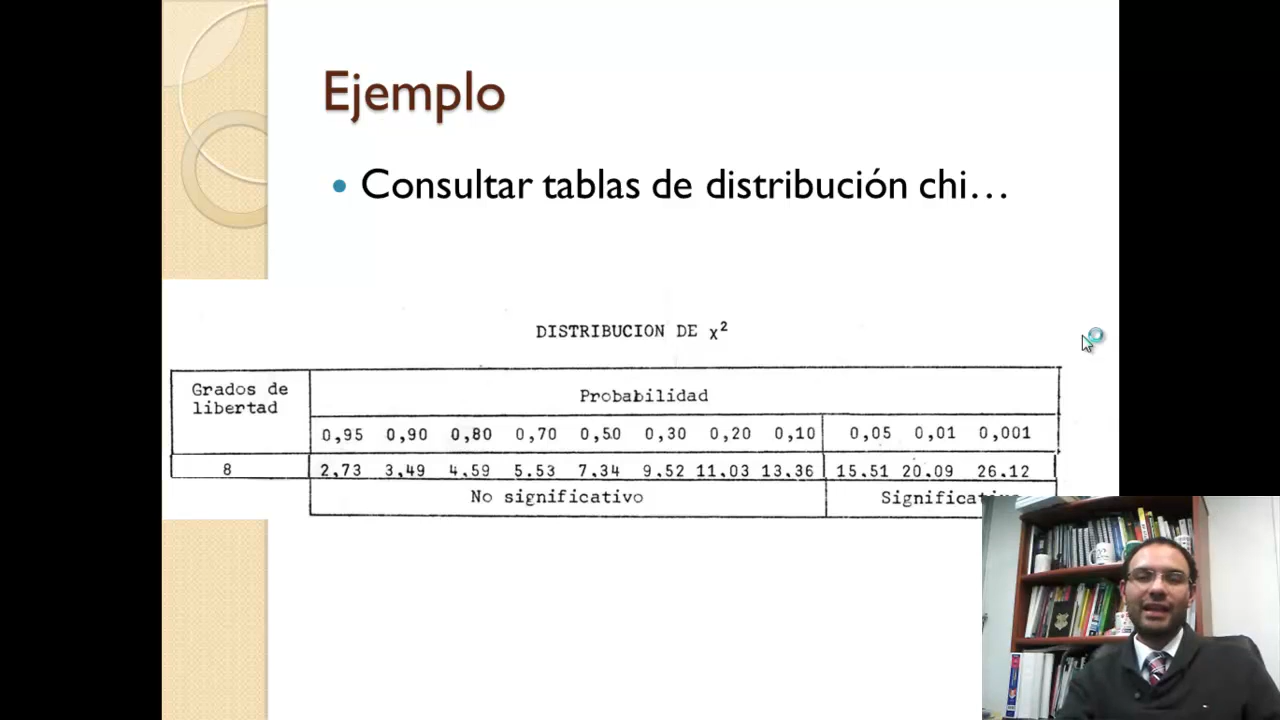 Ejemplo
Consultar tablas de distribución chi…
DISTRIBUCION DE χ²
Grados de
libertad
Probabilidad
0,95 0,90 0,80 0,70 0,50 0,30 0,20 0,10 0,05 0,01 0,001
8 2,73 3,49 4,59 5.53 7.34 9.52 11.03 13.36 15.51 20.09 26.12
No significativo